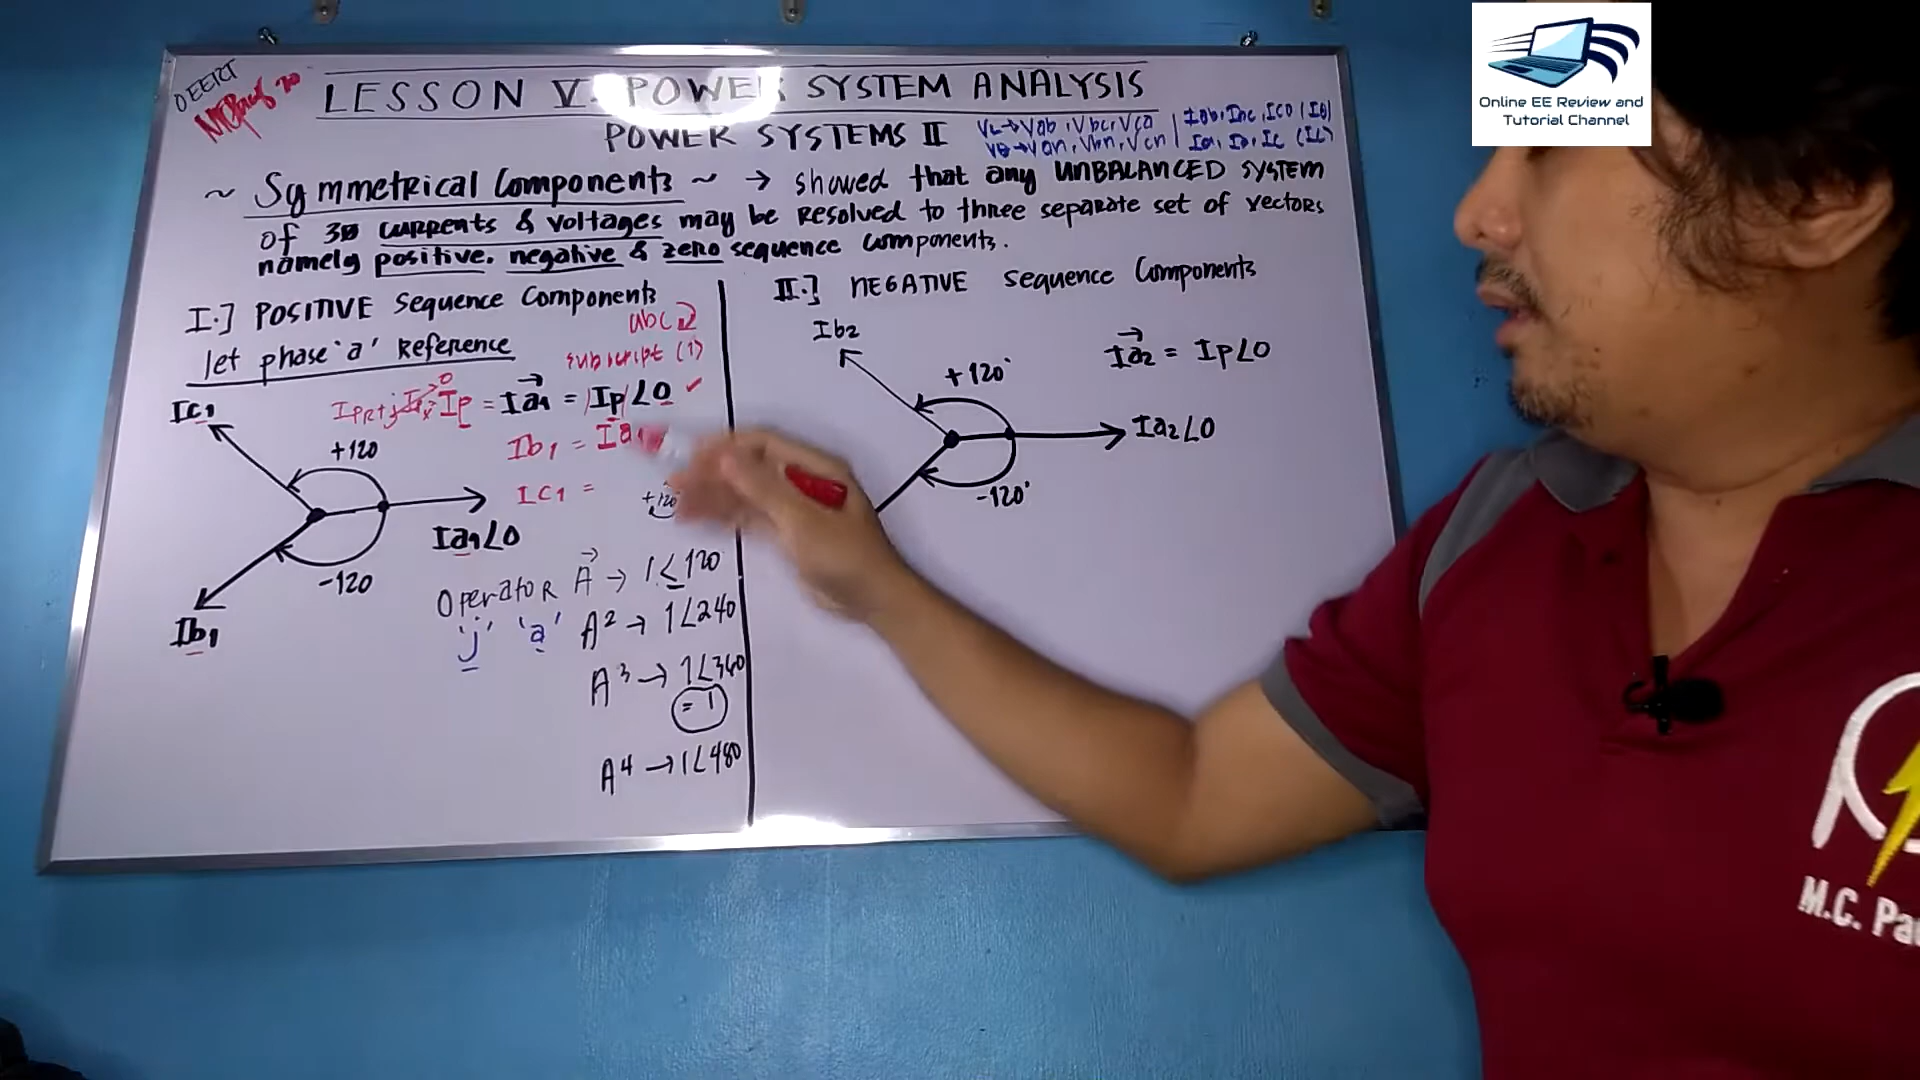 OEERT
LESSON V. POWER SYSTEM ANALYSIS
POWER SYSTEMS II
VL→Vab, Vbc, Vca
VØ→Van, Vbn, Vcn
Iab, Ibc, ICA (IØ)
Ia, Ib, Ic (IL)
Online EE Review and
Tutorial Channel
~ Symmetrical Components ~ → showed that any UNBALANCED SYSTEM
of 3Ø currents & voltages may be resolved to three separate set of vectors
namely positive, negative & zero sequence components.
I.] POSITIVE sequence Components
abc
let phase 'a' Reference
subscript (1)
Ip = Ia1 = |Ip|∠0 ✓
Ib1 = Ia1
IC1 =
Ic1
+120
-120
Ia1∠0
Ib1
+120
Operator A → 1∠120
'j' 'a' A² → 1∠240
A³ → 1∠360
= 1
A⁴ → 1∠480
II.] NEGATIVE sequence Components
Ib2
+120°
Ia2 = Ip∠0
Ia2∠0
-120°
M.C. Pa